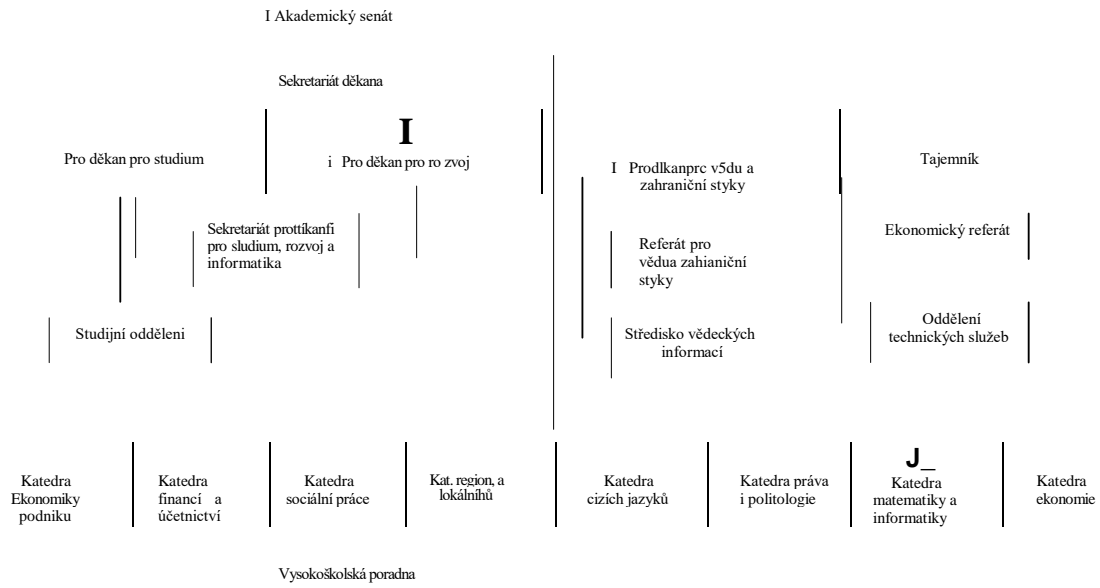 I Akademický senát
Sekretariát děkana
I
Pro děkan pro studium
i Pro děkan pro ro zvoj
I Prodlkanprc v5du a
zahraniční styky
Tajemník
Sekretariát prottíkanfi
pro sludium, rozvoj a
informatika
Referát pro
vědua zahianiční
styky
Ekonomický referát
Studijní odděleni
Středisko vědeckých
informací
Oddělení
technických služeb
Katedra
Ekonomiky
podniku
Katedra
financí a
účetnictví
Katedra
sociální práce
Kat. region, a
lokálníhů
Katedra
cizích jazyků
Katedra práva
i politologie
J_
Katedra
matematiky a
informatiky
Katedra
ekonomie
Vysokoškolská poradna